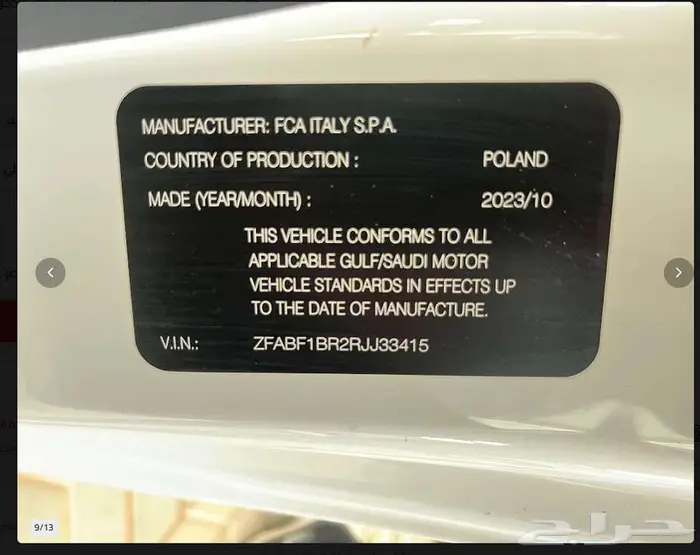 MANUFACTURER: FCA ITALY S.P.A.
COUNTRY OF PRODUCTION : POLAND
MADE (YEAR/MONTH) : 2023/10
THIS VEHICLE CONFORMS TO ALL
APPLICABLE GULF/SAUDI MOTOR
VEHICLE STANDARDS IN EFFECTS UP
TO THE DATE OF MANUFACTURE.
V.I.N.: ZFABF1BR2RJJ33415
9/13
حراج